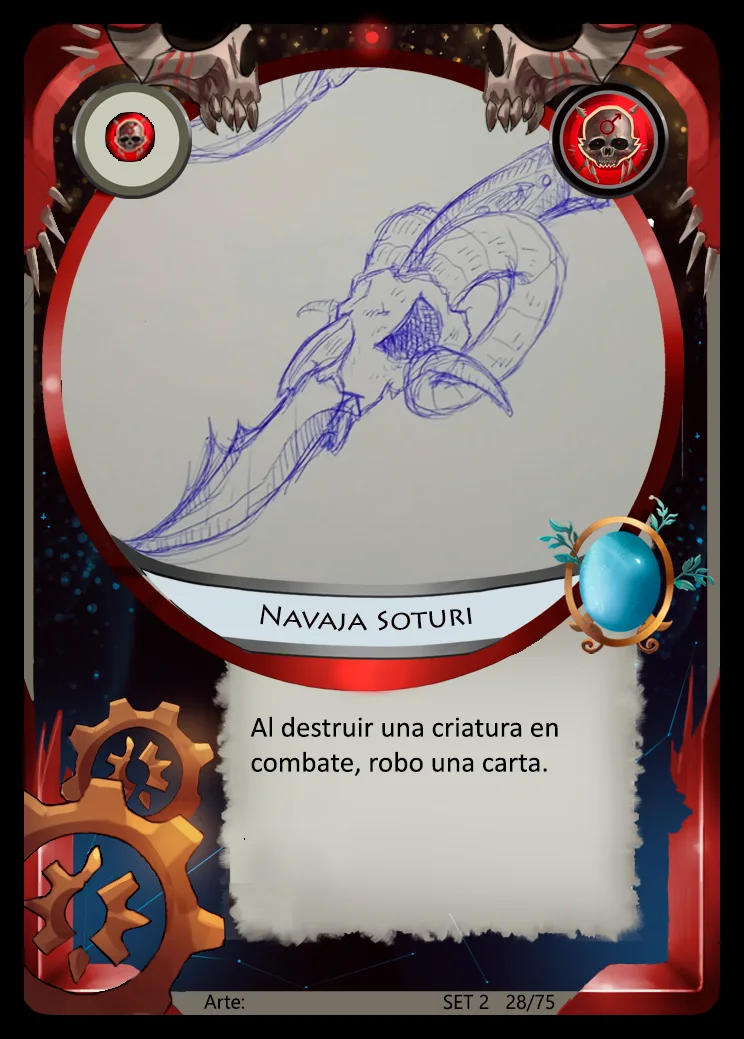 Navaja Soturi
Al destruir una criatura en
combate, robo una carta.
Arte:
SET 2 28/75